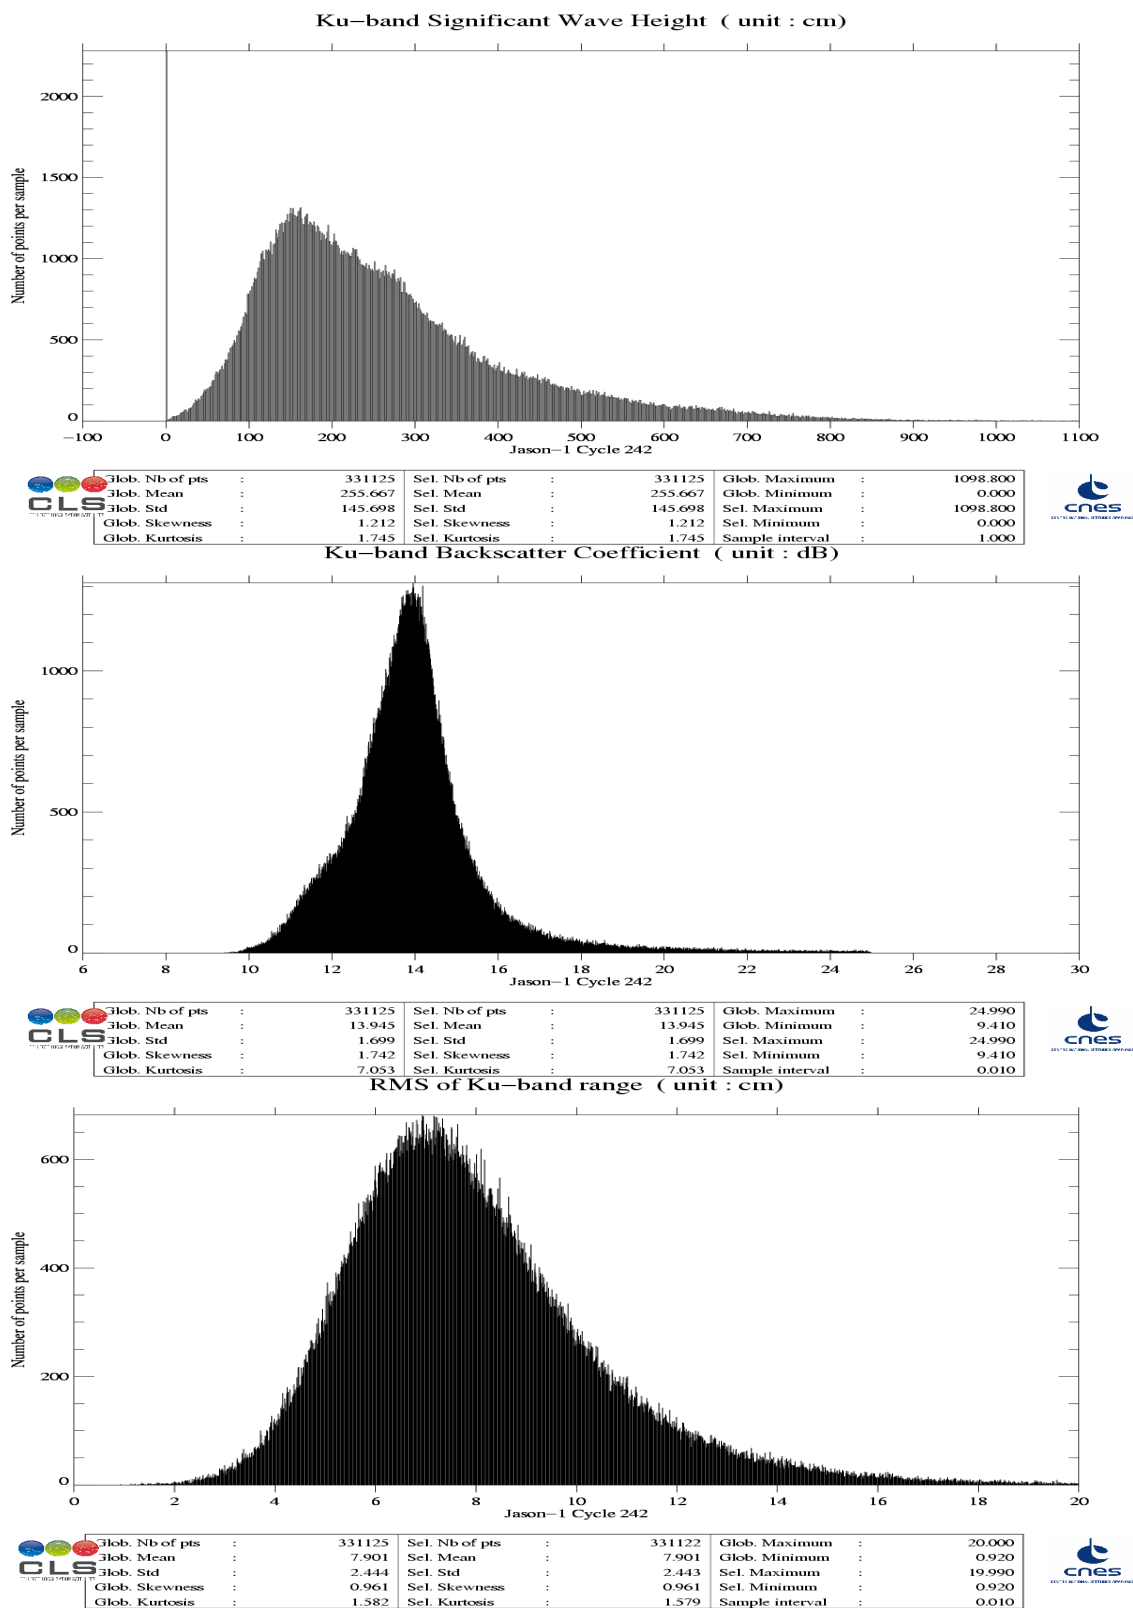 Ku-band Significant Wave Height ( unit : cm)
Number of points per sample
2000
1500
1000
500
0
-100 0 100 200 300 400 500 600 700 800 900 1000 1100
Jason-1 Cycle 242
CLS
Glob. Nb of pts : 331125 Sel. Nb of pts : 331125 Glob. Maximum : 1098.800
Glob. Mean : 255.667 Sel. Mean : 255.667 Glob. Minimum : 0.000
Glob. Std : 145.698 Sel. Std : 145.698 Sel. Maximum : 1098.800
Glob. Skewness : 1.212 Sel. Skewness : 1.212 Sel. Minimum : 0.000
Glob. Kurtosis : 1.745 Sel. Kurtosis : 1.745 Sample interval : 1.000
cnes
Ku-band Backscatter Coefficient ( unit : dB)
Number of points per sample
1000
500
0
6 8 10 12 14 16 18 20 22 24 26 28 30
Jason-1 Cycle 242
CLS
Glob. Nb of pts : 331125 Sel. Nb of pts : 331125 Glob. Maximum : 24.990
Glob. Mean : 13.945 Sel. Mean : 13.945 Glob. Minimum : 9.410
Glob. Std : 1.699 Sel. Std : 1.699 Sel. Maximum : 24.990
Glob. Skewness : 1.742 Sel. Skewness : 1.742 Sel. Minimum : 9.410
Glob. Kurtosis : 7.053 Sel. Kurtosis : 7.053 Sample interval : 0.010
cnes
RMS of Ku-band range ( unit : cm)
Number of points per sample
600
400
200
0
0 2 4 6 8 10 12 14 16 18 20
Jason-1 Cycle 242
CLS
Glob. Nb of pts : 331125 Sel. Nb of pts : 331122 Glob. Maximum : 20.000
Glob. Mean : 7.901 Sel. Mean : 7.901 Glob. Minimum : 0.920
Glob. Std : 2.444 Sel. Std : 2.443 Sel. Maximum : 19.990
Glob. Skewness : 0.961 Sel. Skewness : 0.961 Sel. Minimum : 0.920
Glob. Kurtosis : 1.582 Sel. Kurtosis : 1.579 Sample interval : 0.010
cnes